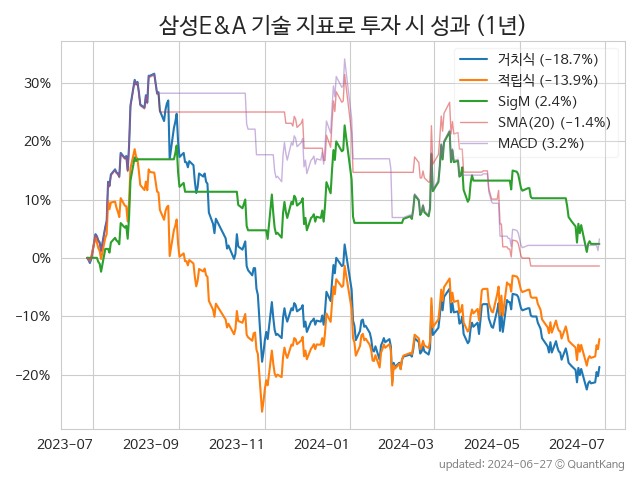 삼성E&A 기술 지표로 투자 시 성과 (1년)
거치식 (−18.7%)
적립식 (−13.9%)
SigM (2.4%)
SMA(20) (−1.4%)
MACD (3.2%)
30%
20%
10%
0%
−10%
−20%
2023-07 2023-09 2023-11 2024-01 2024-03 2024-05 2024-07
updated: 2024-06-27 ⓒ QuantKang